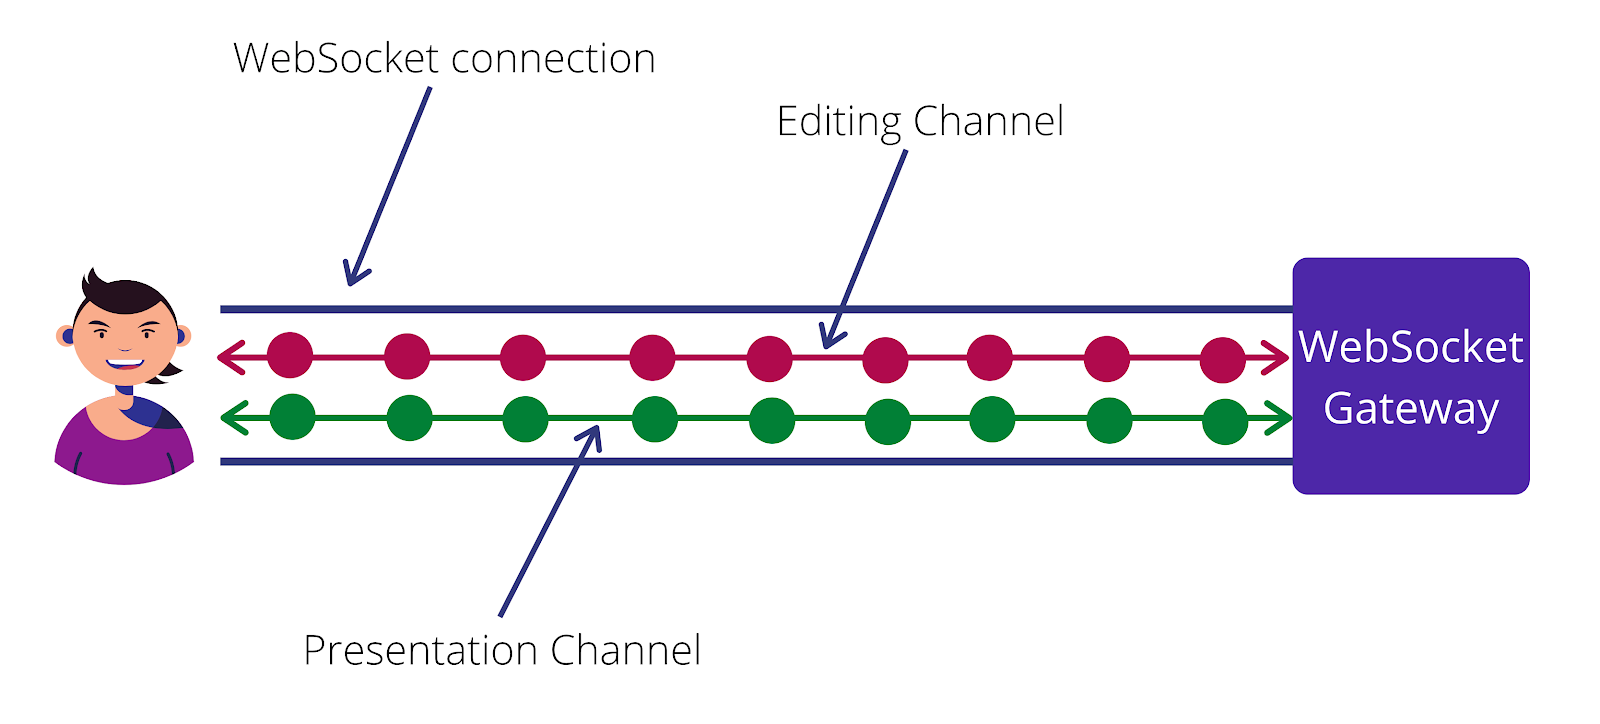 WebSocket connection
Editing Channel
WebSocket
Gateway
Presentation Channel